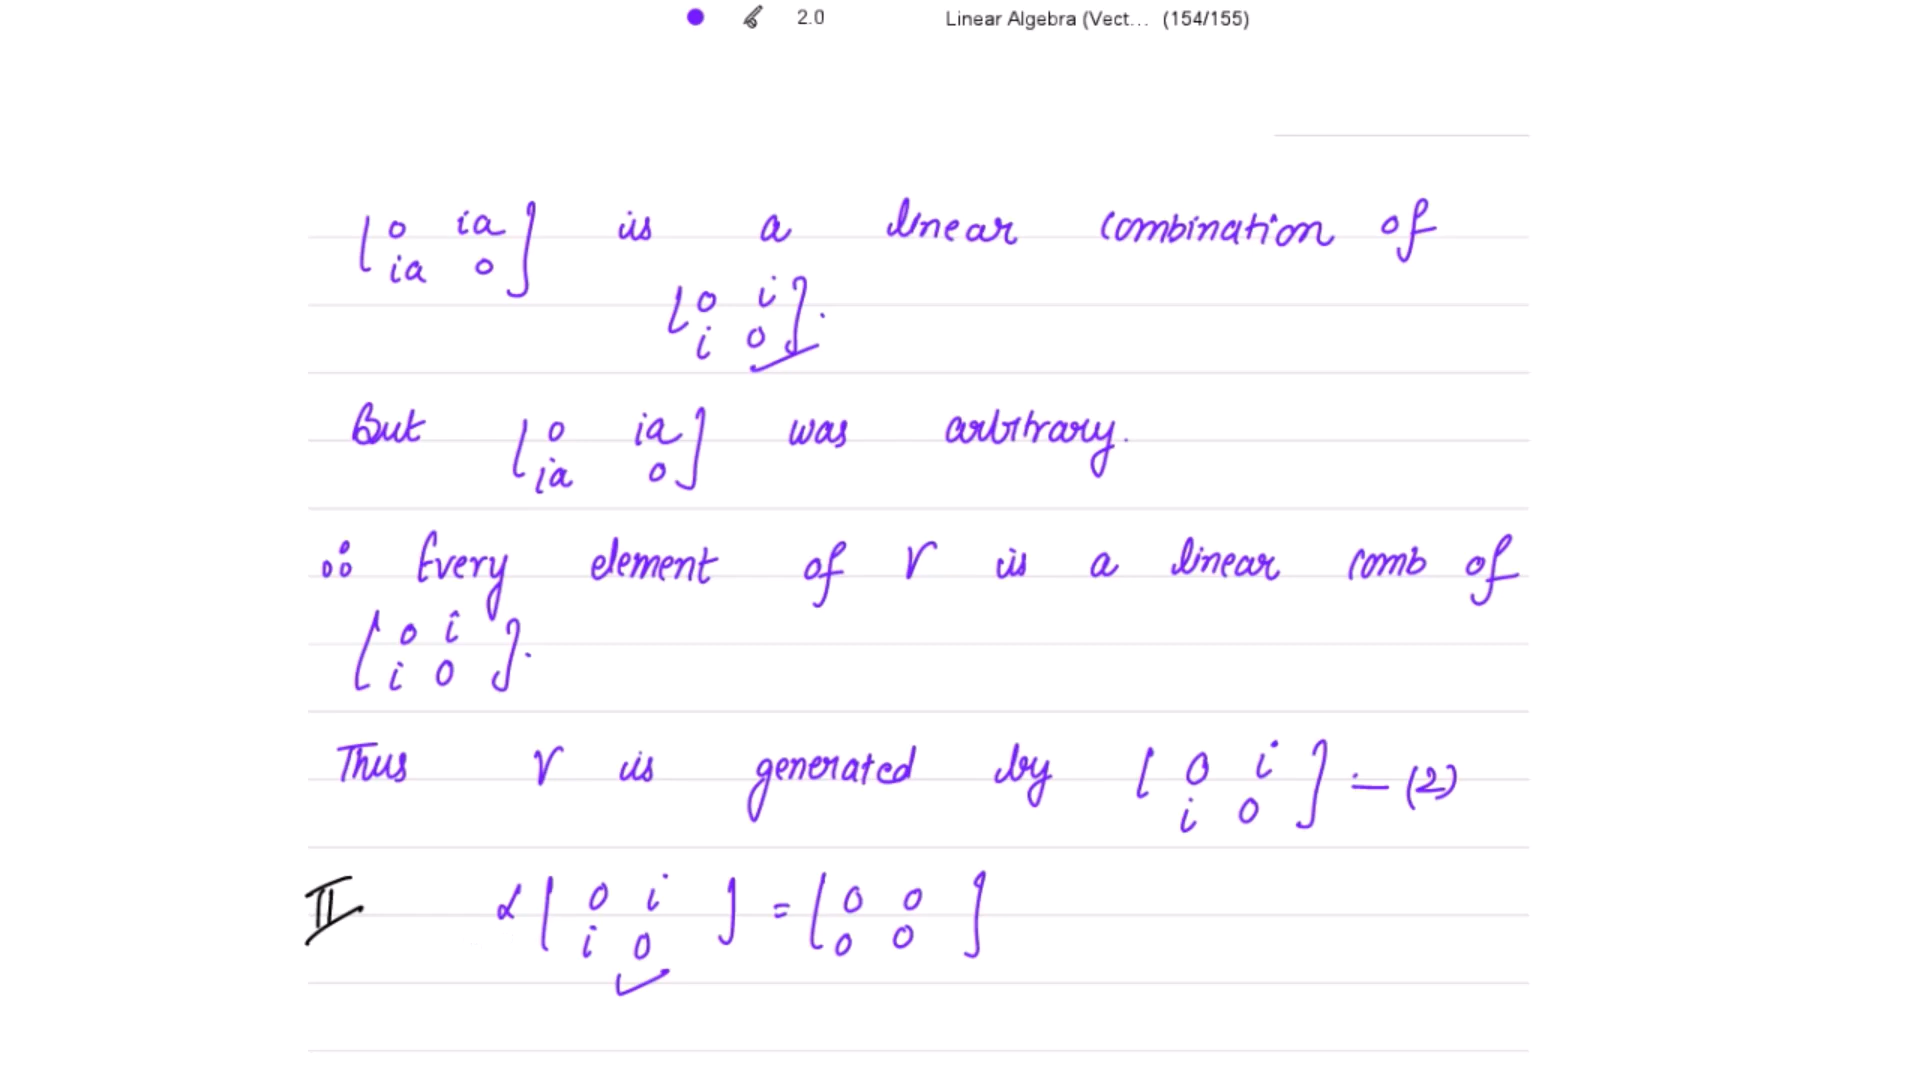 2.0 Linear Algebra (Vect... (154/155)
[0 ia] is a linear combination of
[ia 0]
[0 i].
[i 0]
But [0 ia] was arbitrary.
[ia 0]
∴ Every element of V is a linear comb of
[0 i].
[i 0]
Thus V is generated by [0 i]. — (2)
[i 0]
II α[0 i] = [0 0]
[i 0] [0 0]